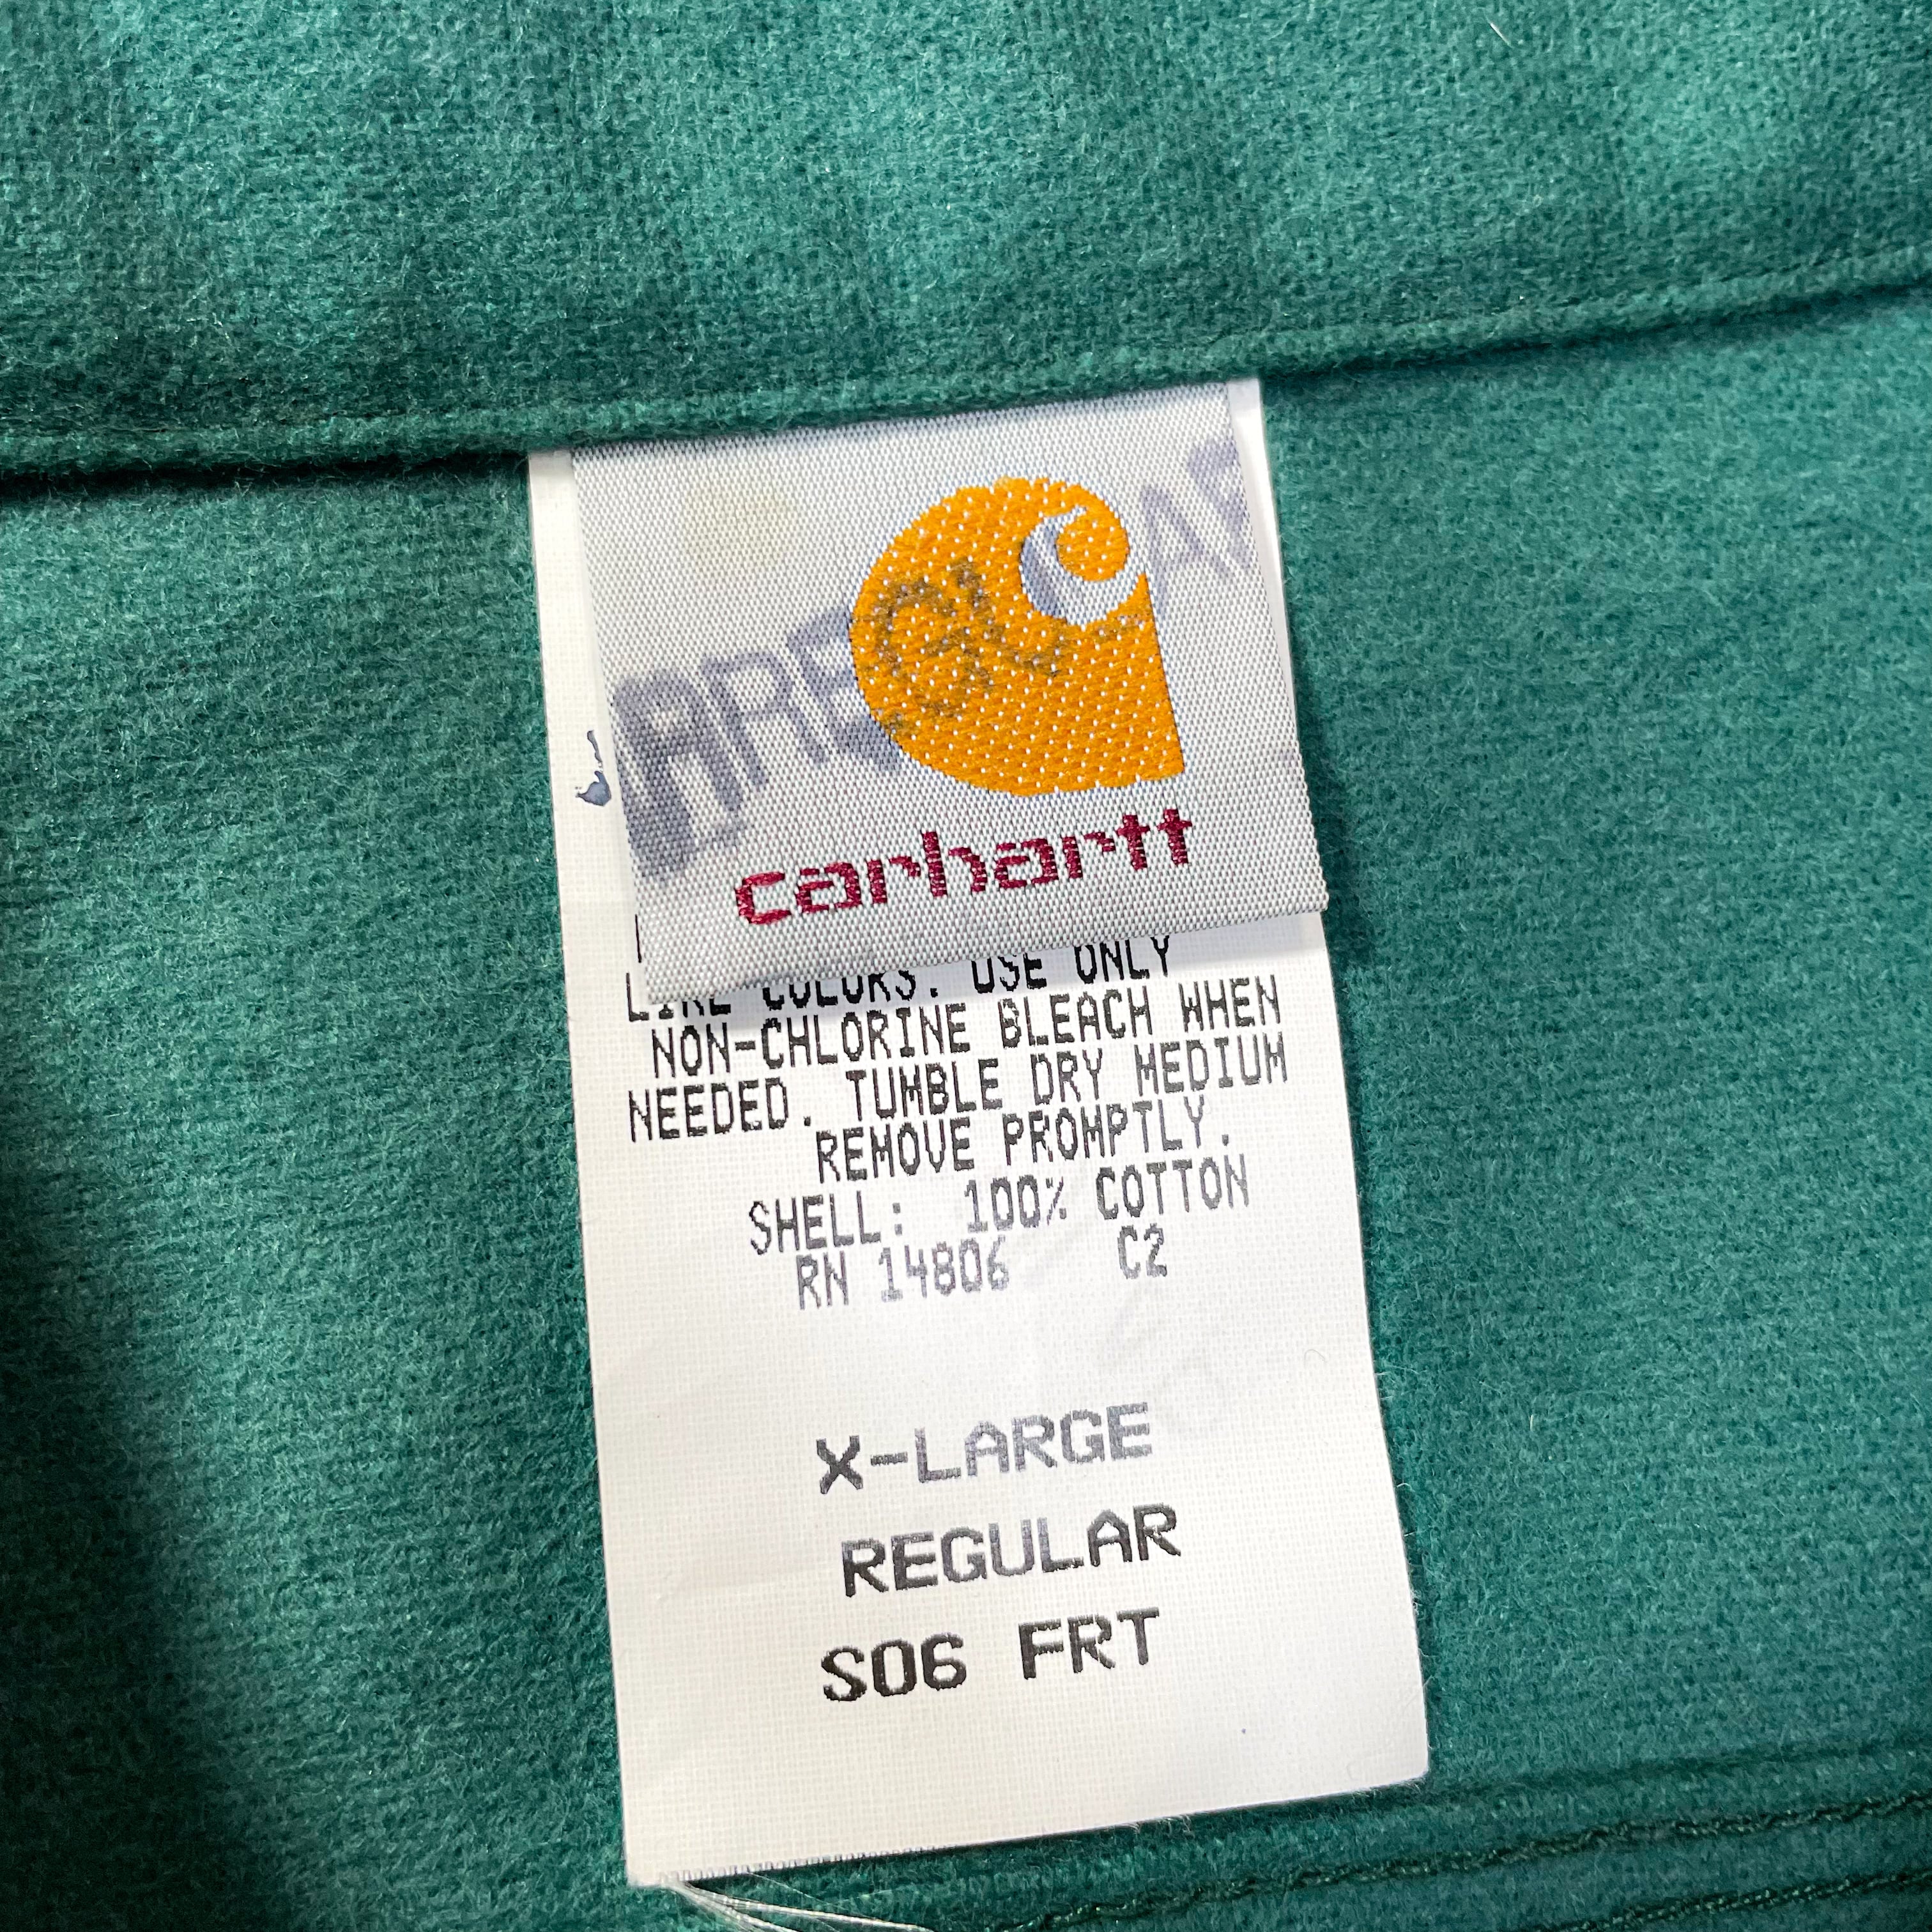 carhartt
LIKE COLORS. USE ONLY
NON-CHLORINE BLEACH WHEN
NEEDED. TUMBLE DRY MEDIUM
REMOVE PROMPTLY.
SHELL: 100% COTTON
RN 14806 C2
X-LARGE
REGULAR
S06 FRT